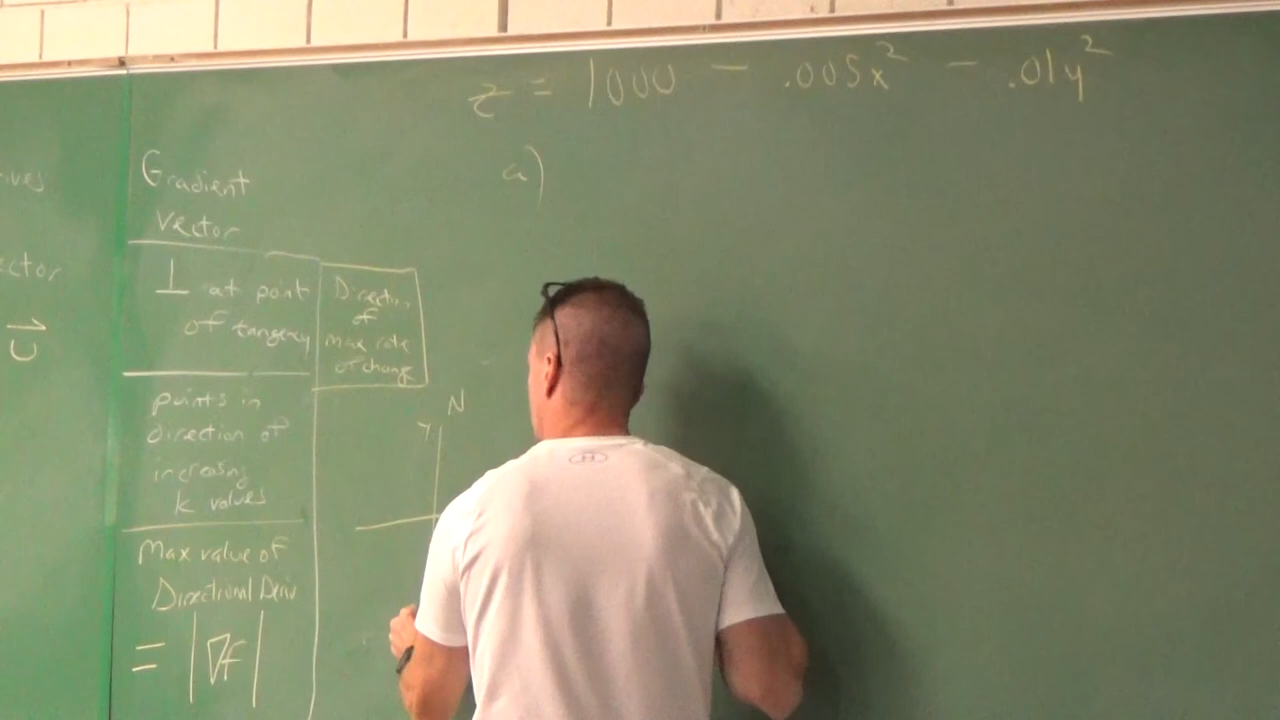 z = 1000 - .005x² - .01y²
a)
ector
u⃗
Gradient
Vector
⊥ at point
of tangency
Direction
of
max rate
of change
points in
direction of
increasing
k values
Max value of
Directional Deriv
= |∇f|
N
y